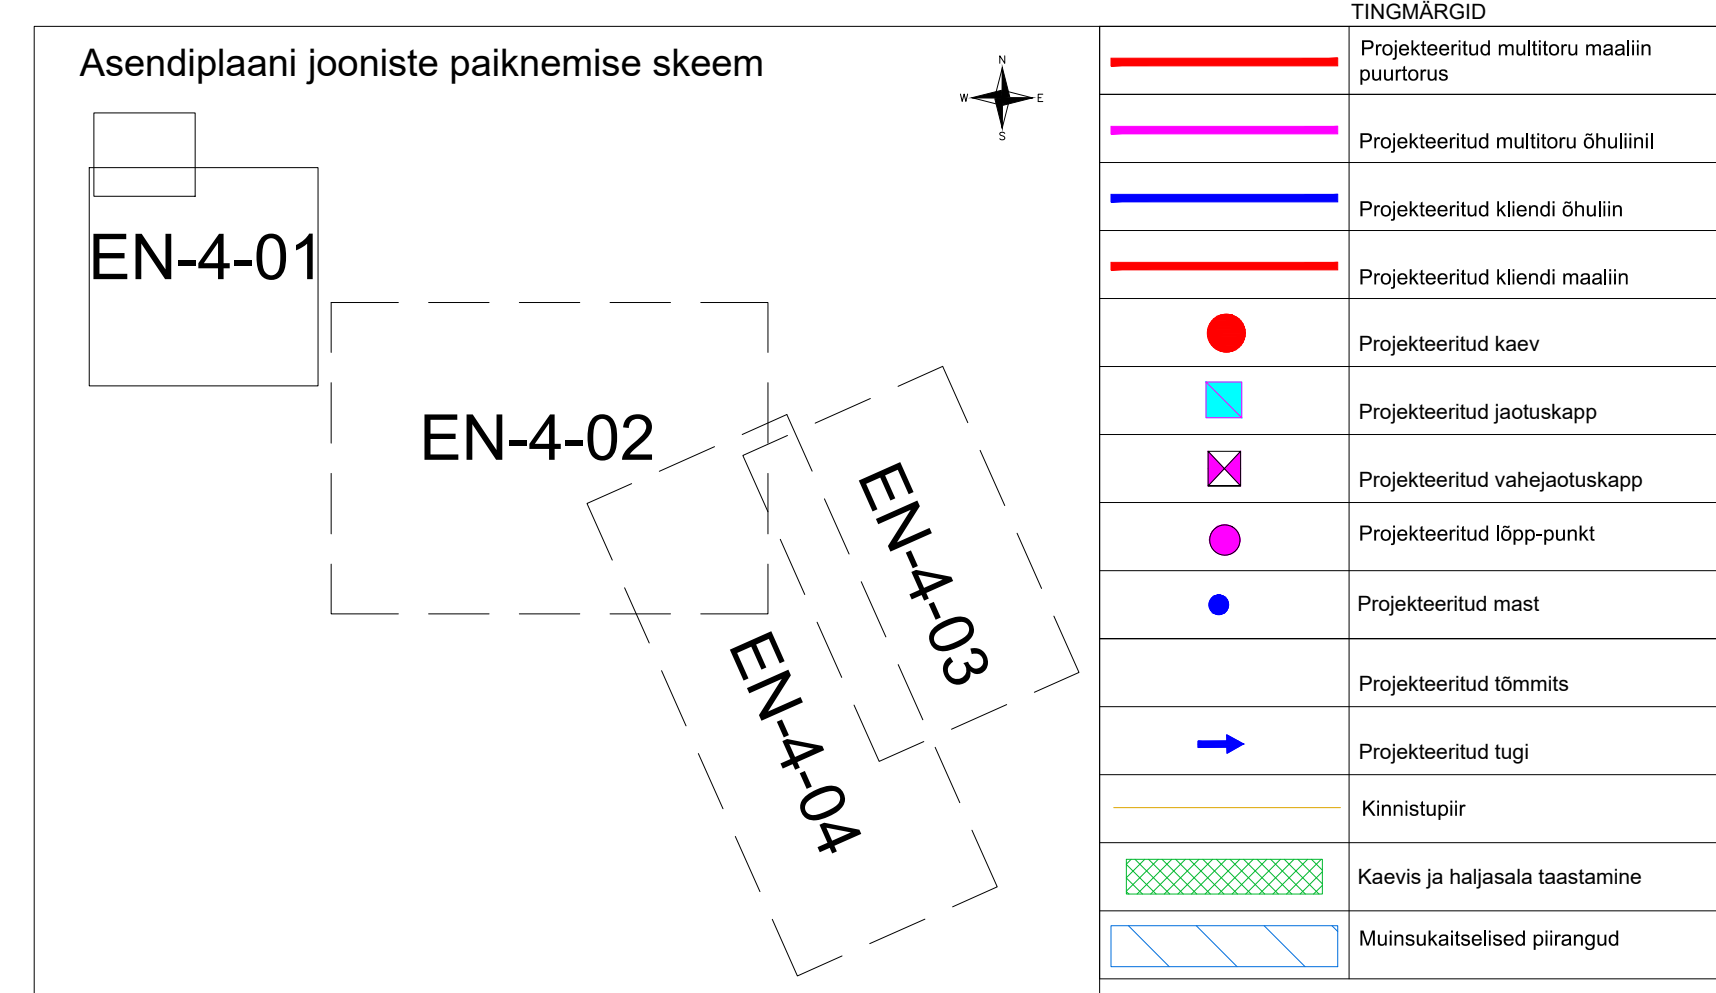 Asendiplaani jooniste paiknemise skeem
N
W
E
S
EN-4-01
EN-4-02
EN-4-03
EN-4-04
TINGMÄRGID
Projekteeritud multitoru maaliin
puurtorus
Projekteeritud multitoru õhuliinil
Projekteeritud kliendi õhuliin
Projekteeritud kliendi maaliin
Projekteeritud kaev
Projekteeritud jaotuskapp
Projekteeritud vahejaotuskapp
Projekteeritud lõpp-punkt
Projekteeritud mast
Projekteeritud tõmmits
Projekteeritud tugi
Kinnistupiir
Kaevis ja haljasala taastamine
Muinsukaitselised piirangud